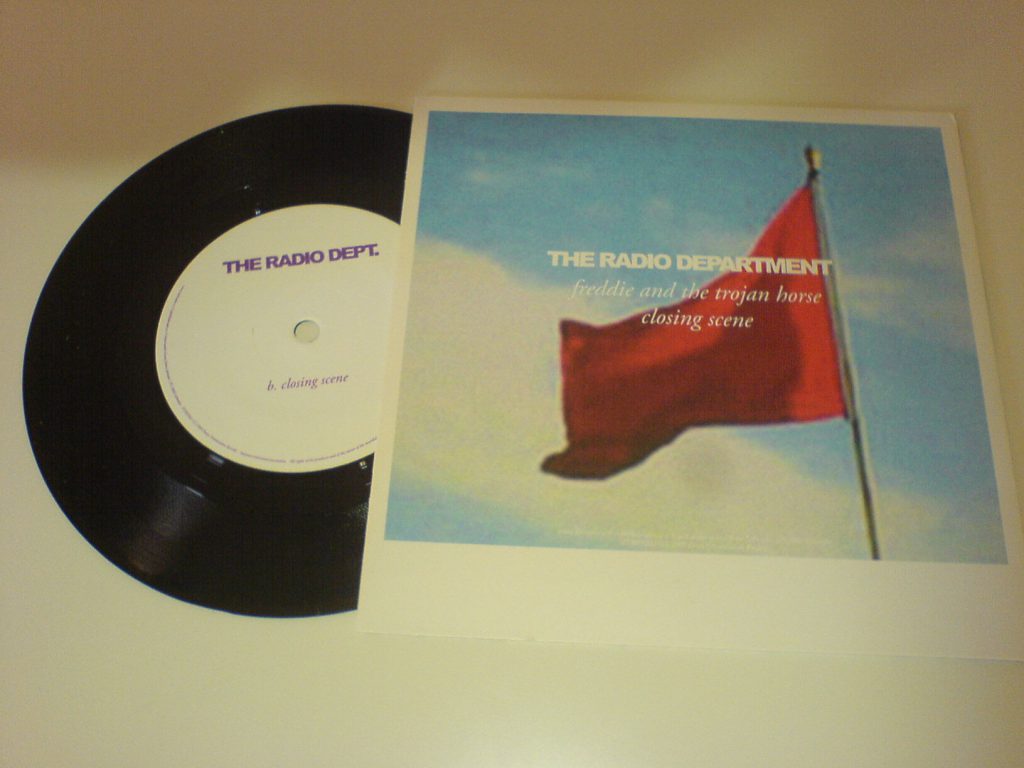 THE RADIO DEPT.
b. closing scene
THE RADIO DEPARTMENT
freddie and the trojan horse
closing scene